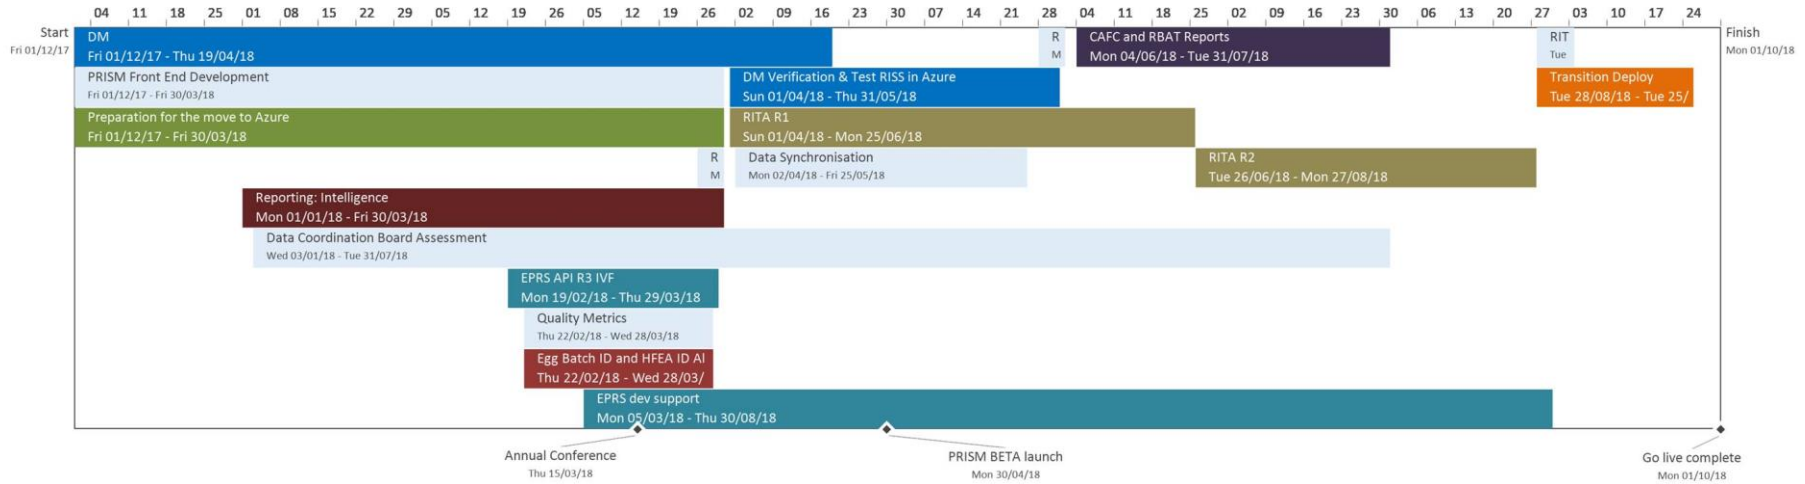 04 11 18 25 01 08 15 22 29 05 12 19 26 05 12 19 26 02 09 16 23 30 07 14 21 28 04 11 18 25 02 09 16 23 30 06 13 20 27 03 10 17 24
Start
Fri 01/12/17
Finish
Mon 01/10/18
DM
Fri 01/12/17 - Thu 19/04/18
R
M
CAFC and RBAT Reports
Mon 04/06/18 - Tue 31/07/18
RIT
Tue
PRISM Front End Development
Fri 01/12/17 - Fri 30/03/18
DM Verification & Test RISS in Azure
Sun 01/04/18 - Thu 31/05/18
Transition Deploy
Tue 28/08/18 - Tue 25/
Preparation for the move to Azure
Fri 01/12/17 - Fri 30/03/18
RITA R1
Sun 01/04/18 - Mon 25/06/18
R
M
Data Synchronisation
Mon 02/04/18 - Fri 25/05/18
RITA R2
Tue 26/06/18 - Mon 27/08/18
Reporting: Intelligence
Mon 01/01/18 - Fri 30/03/18
Data Coordination Board Assessment
Wed 03/01/18 - Tue 31/07/18
EPRS API R3 IVF
Mon 19/02/18 - Thu 29/03/18
Quality Metrics
Thu 22/02/18 - Wed 28/03/18
Egg Batch ID and HFEA ID AI
Thu 22/02/18 - Wed 28/03/
EPRS dev support
Mon 05/03/18 - Thu 30/08/18
Annual Conference
Thu 15/03/18
PRISM BETA launch
Mon 30/04/18
Go live complete
Mon 01/10/18